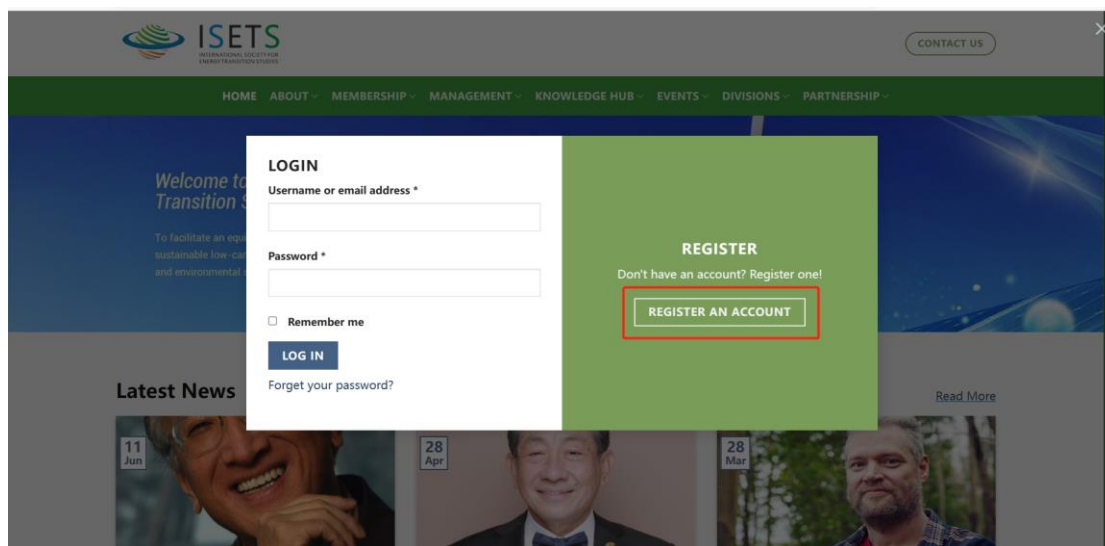 ISETS
INTERNATIONAL SOCIETY FOR
ENERGY TRANSITION STUDIES
CONTACT US
HOME ABOUT MEMBERSHIP MANAGEMENT KNOWLEDGE HUB EVENTS DIVISIONS PARTNERSHIP
Welcome to
Transition S
To facilitate an equi
sustainable low-car
and environmental s
LOGIN
Username or email address *
Password *
Remember me
LOG IN
Forget your password?
REGISTER
Don't have an account? Register one!
REGISTER AN ACCOUNT
Latest News
Read More
11
Jun
28
Apr
28
Mar